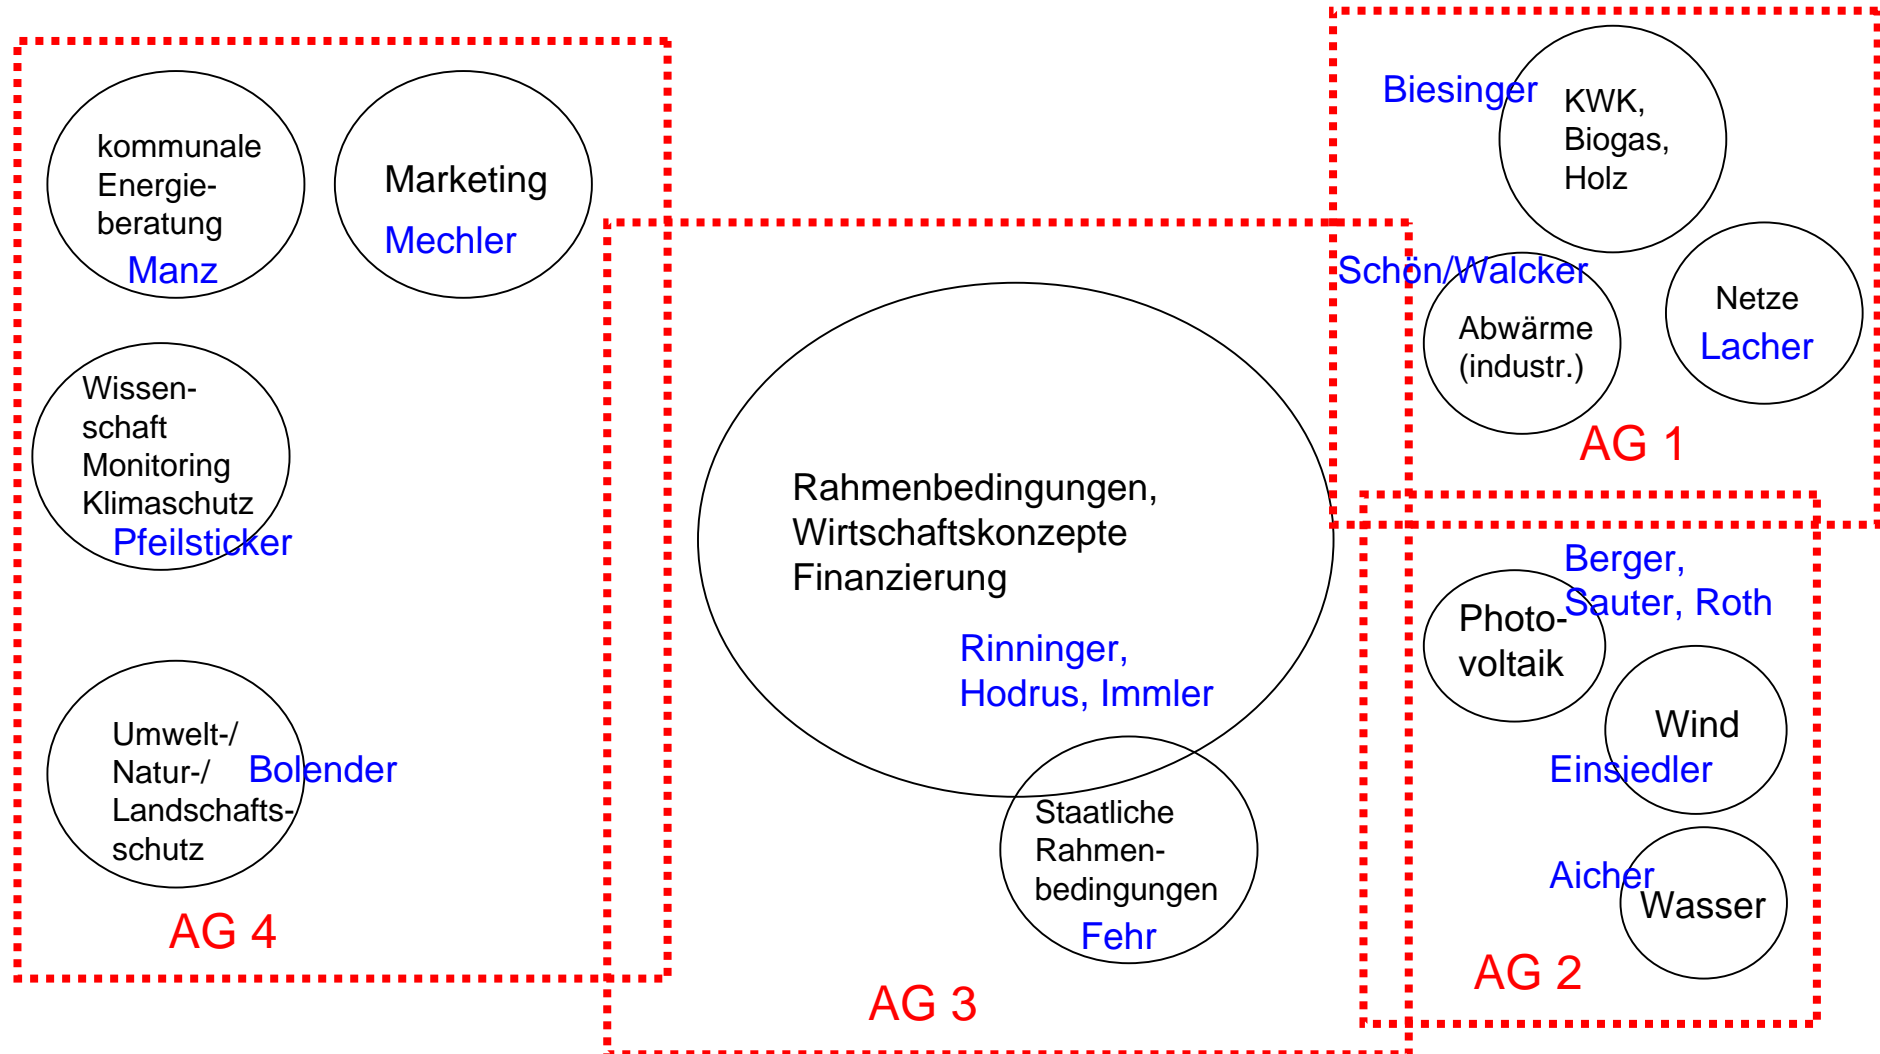 kommunale
Energie-
beratung
Manz
Marketing
Mechler
Wissen-
schaft
Monitoring
Klimaschutz
Pfeilsticker
Umwelt-/
Natur-/
Landschafts-
schutz
Bolender
AG 4
Rahmenbedingungen,
Wirtschaftskonzepte
Finanzierung
Rinninger,
Hodrus, Immler
Staatliche
Rahmen-
bedingungen
Fehr
AG 3
Biesinger
KWK,
Biogas,
Holz
Schön/Walcker
Abwärme
(industr.)
Netze
Lacher
AG 1
Berger,
Sauter, Roth
Photo-
voltaik
Wind
Einsiedler
Aicher
Wasser
AG 2